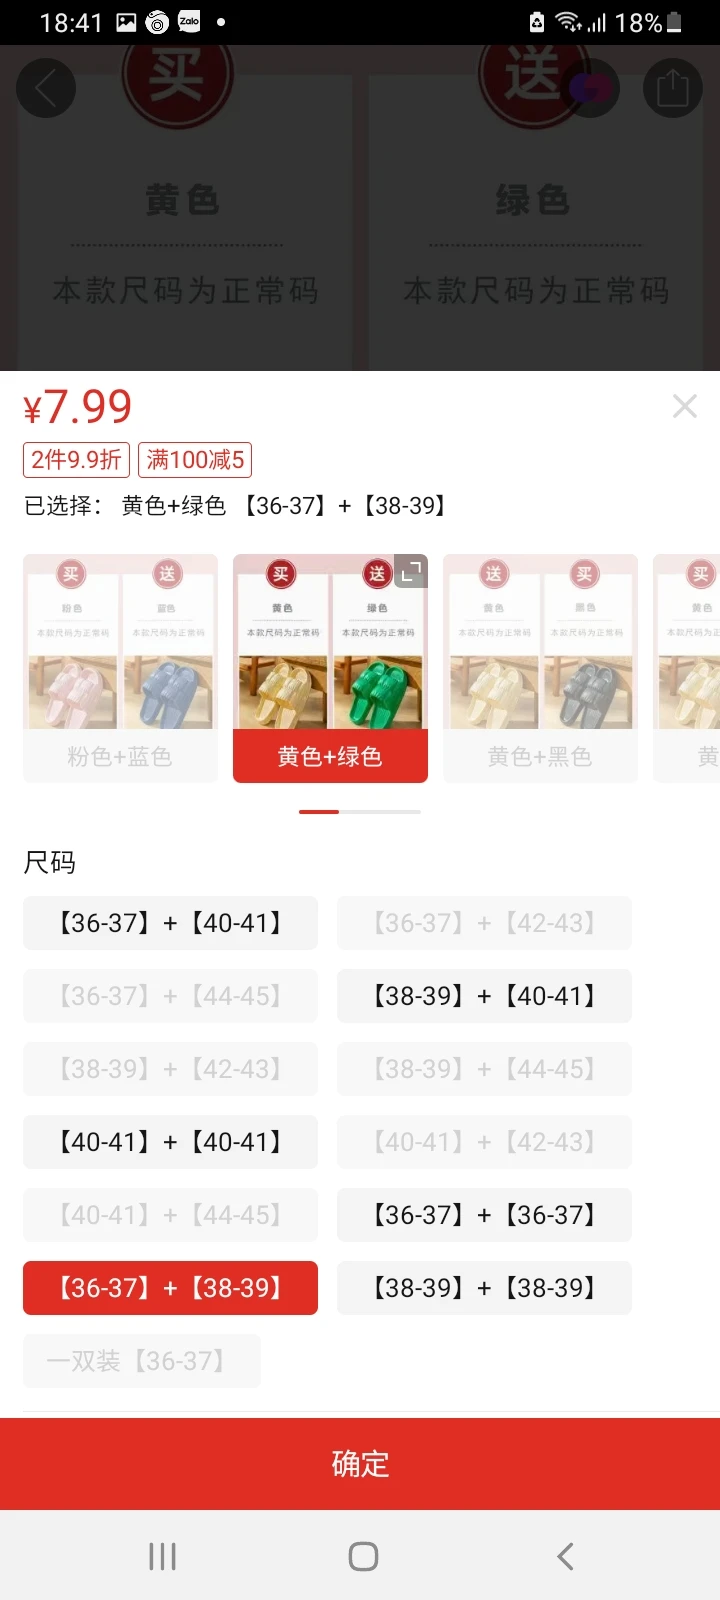 18:41 Zalo 18%
买 送
黄色 绿色
本款尺码为正常码 本款尺码为正常码
¥7.99
2件9.9折 满100减5
已选择： 黄色+绿色 【36-37】+【38-39】
买 送 买 送 送 买 买
粉色 蓝色 黄色 绿色 黄色 黑色 黄色
本款尺码为正常码 本款尺码为正常码 本款尺码为正常码 本款尺码为正常码 本款尺码为正常码 本款尺码为正常码 本款尺码为正
粉色+蓝色 黄色+绿色 黄色+黑色 黄
尺码
【36-37】+【40-41】 【36-37】+【42-43】
【36-37】+【44-45】 【38-39】+【40-41】
【38-39】+【42-43】 【38-39】+【44-45】
【40-41】+【40-41】 【40-41】+【42-43】
【40-41】+【44-45】 【36-37】+【36-37】
【36-37】+【38-39】 【38-39】+【38-39】
一双装【36-37】
确定